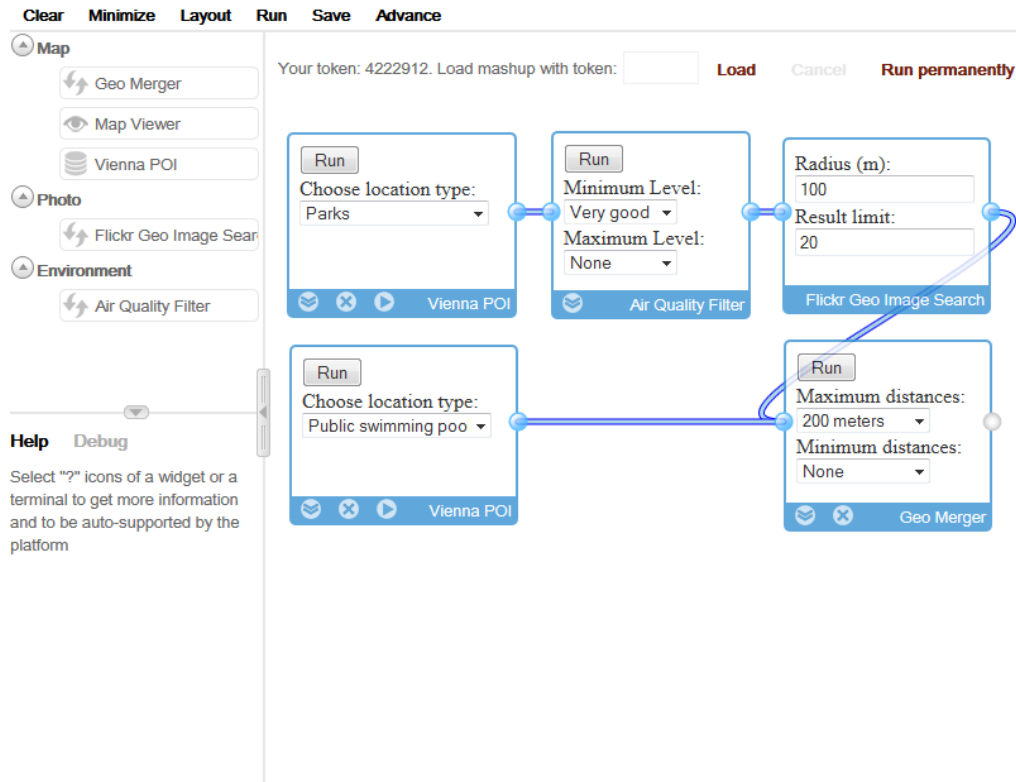 Clear Minimize Layout Run Save Advance
Map
Geo Merger
Map Viewer
Vienna POI
Photo
Flickr Geo Image Sear
Environment
Air Quality Filter
Help Debug
Select "?" icons of a widget or a
terminal to get more information
and to be auto-supported by the
platform
Your token: 4222912. Load mashup with token: Load Cancel Run permanently
Run
Choose location type:
Parks
Vienna POI
Run
Minimum Level:
Very good
Maximum Level:
None
Air Quality Filter
Radius (m):
100
Result limit:
20
Flickr Geo Image Search
Run
Choose location type:
Public swimming poo
Vienna POI
Run
Maximum distances:
200 meters
Minimum distances:
None
Geo Merger